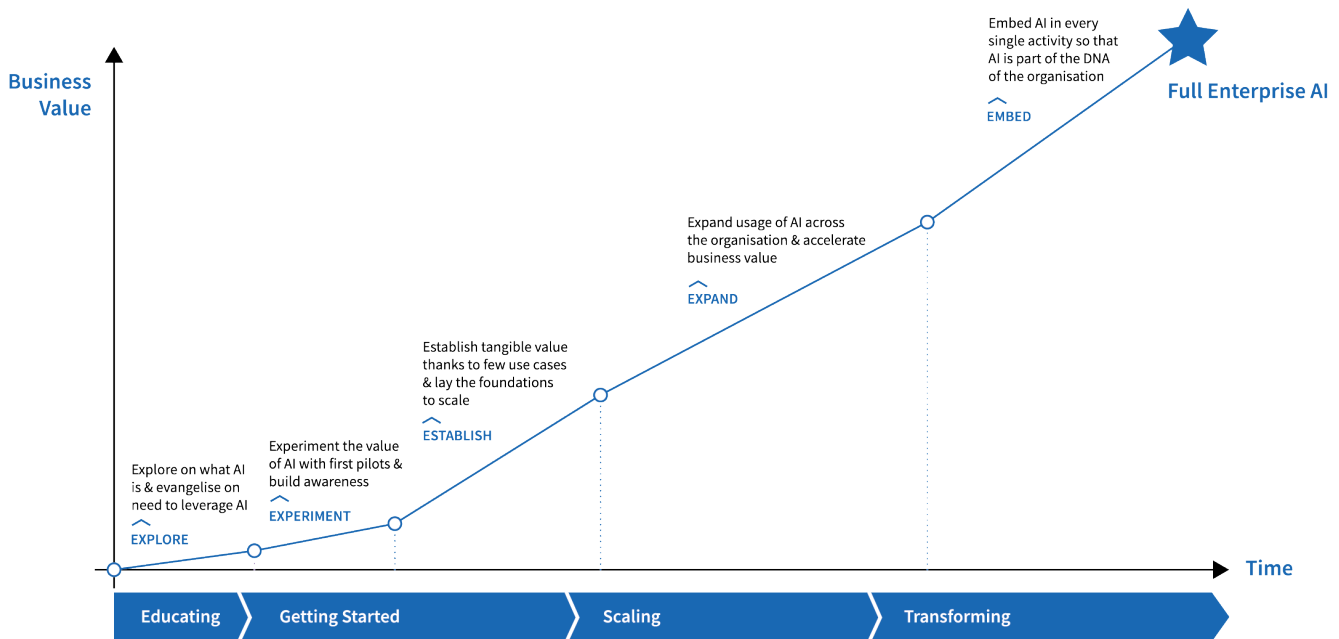 Business
Value
Embed AI in every
single activity so that
AI is part of the DNA
of the organisation
EMBED
Full Enterprise AI
Expand usage of AI across
the organisation & accelerate
business value
EXPAND
Establish tangible value
thanks to few use cases
& lay the foundations
to scale
ESTABLISH
Experiment the value
of AI with first pilots &
build awareness
EXPERIMENT
Explore on what AI
is & evangelise on
need to leverage AI
EXPLORE
Time
Educating
Getting Started
Scaling
Transforming